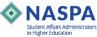 NASPA
Student Affairs Administrators
in Higher Education